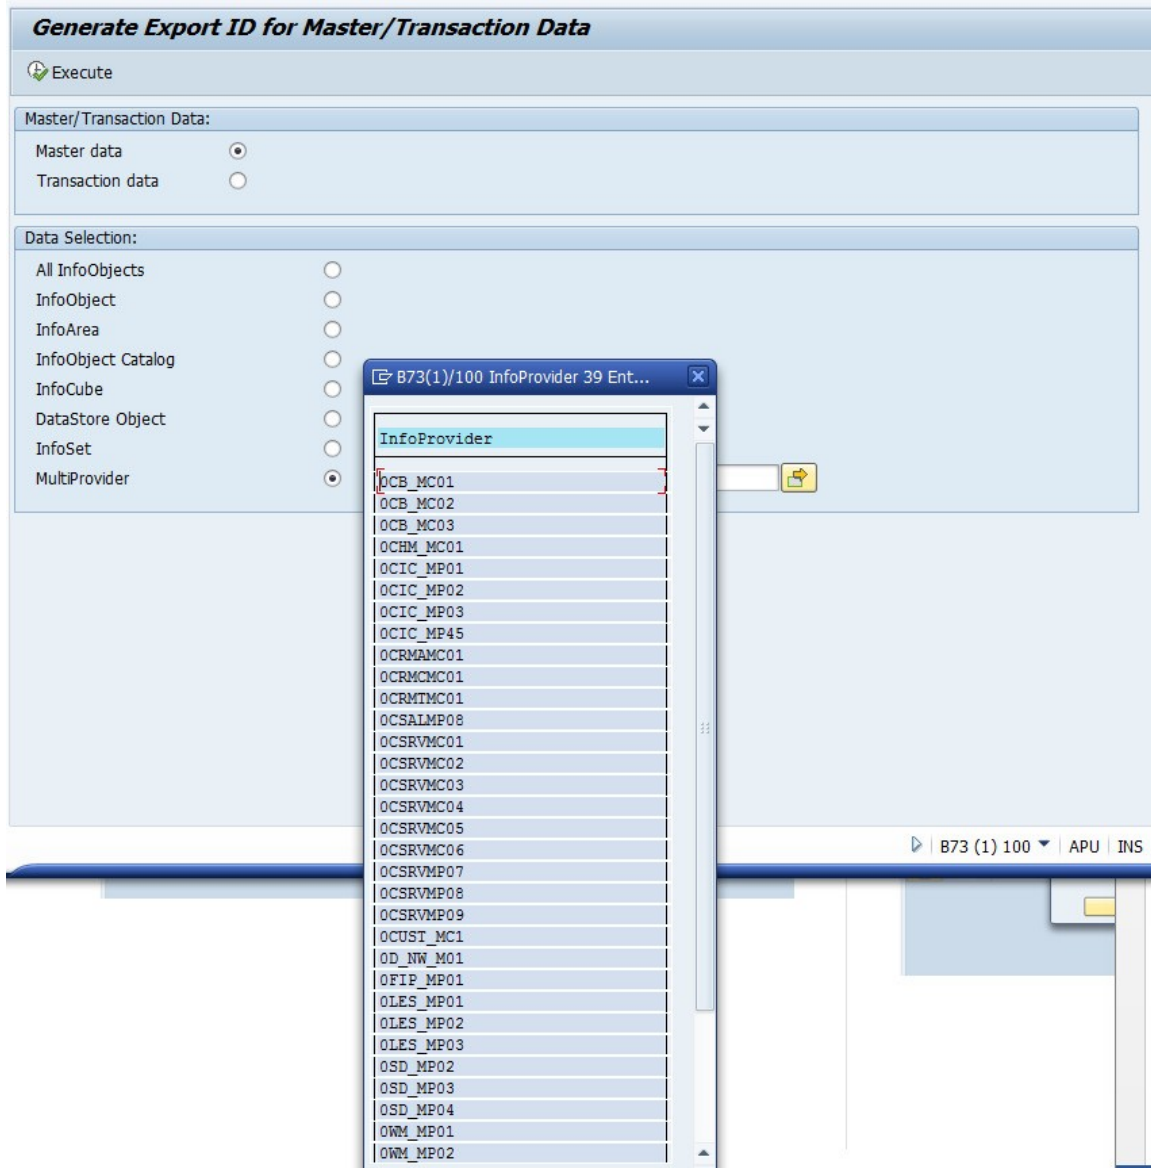 Generate Export ID for Master/Transaction Data
Execute
Master/Transaction Data:
Master data
Transaction data
Data Selection:
All InfoObjects
InfoObject
InfoArea
InfoObject Catalog
InfoCube
DataStore Object
InfoSet
MultiProvider
B73(1)/100 InfoProvider 39 Ent...
InfoProvider
0CB_MC01
0CB_MC02
0CB_MC03
0CHM_MC01
0CIC_MP01
0CIC_MP02
0CIC_MP03
0CIC_MP45
0CRMAMC01
0CRMCMC01
0CRMTMC01
0CSALMP08
0CSRVMC01
0CSRVMC02
0CSRVMC03
0CSRVMC04
0CSRVMC05
0CSRVMC06
0CSRVMP07
0CSRVMP08
0CSRVMP09
0CUST_MC1
0D_NW_M01
0FIP_MP01
0LES_MP01
0LES_MP02
0LES_MP03
0SD_MP02
0SD_MP03
0SD_MP04
0WM_MP01
0WM_MP02
B73 (1) 100 APU INS